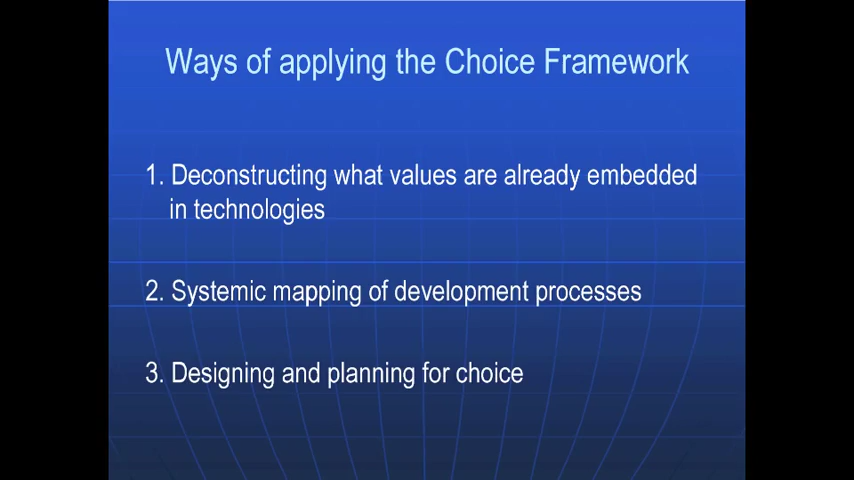 Ways of applying the Choice Framework
1. Deconstructing what values are already embedded
in technologies
2. Systemic mapping of development processes
3. Designing and planning for choice